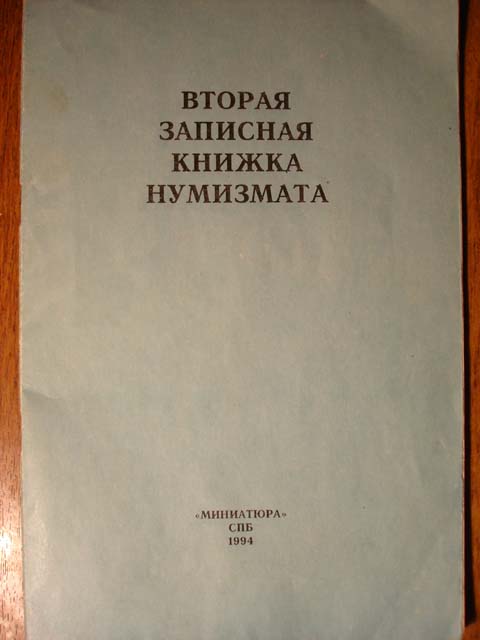 ВТОРАЯ
ЗАПИСНАЯ
КНИЖКА
НУМИЗМАТА
«МИНИАТЮРА»
СПБ
1994